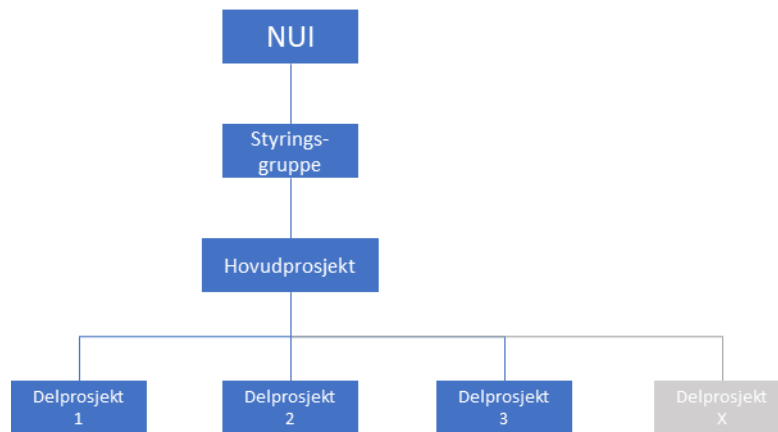 NUI
Styrings-
gruppe
Hovudprosjekt
Delprosjekt
1
Delprosjekt
2
Delprosjekt
3
Delprosjekt
X